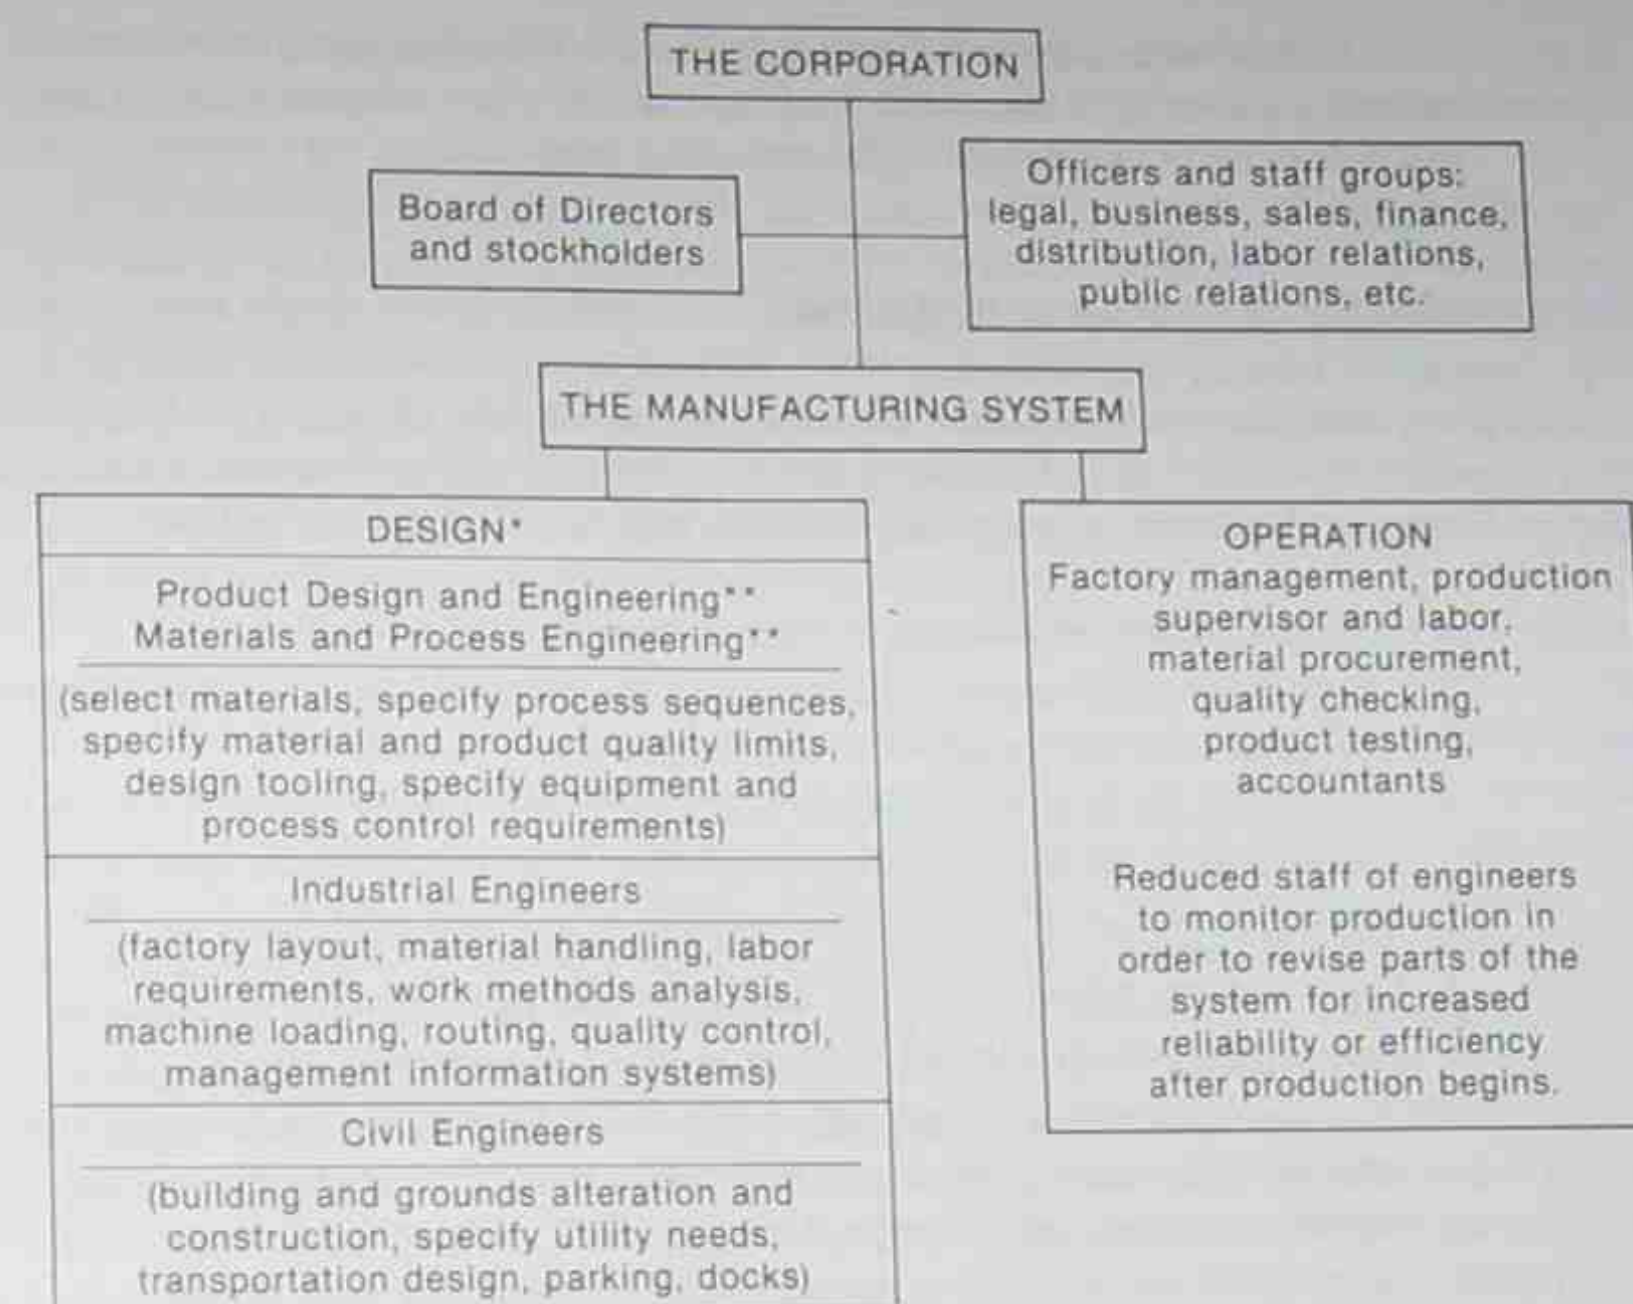 THE CORPORATION
Board of Directors
and stockholders
Officers and staff groups:
legal, business, sales, finance,
distribution, labor relations,
public relations, etc.
THE MANUFACTURING SYSTEM
DESIGN*
Product Design and Engineering**
Materials and Process Engineering**
(select materials, specify process sequences,
specify material and product quality limits,
design tooling, specify equipment and
process control requirements)
Industrial Engineers
(factory layout, material handling, labor
requirements, work methods analysis,
machine loading, routing, quality control,
management information systems)
Civil Engineers
(building and grounds alteration and
construction, specify utility needs,
transportation design, parking, docks)
OPERATION
Factory management, production
supervisor and labor,
material procurement,
quality checking,
product testing,
accountants
Reduced staff of engineers
to monitor production in
order to revise parts of the
system for increased
reliability or efficiency
after production begins.